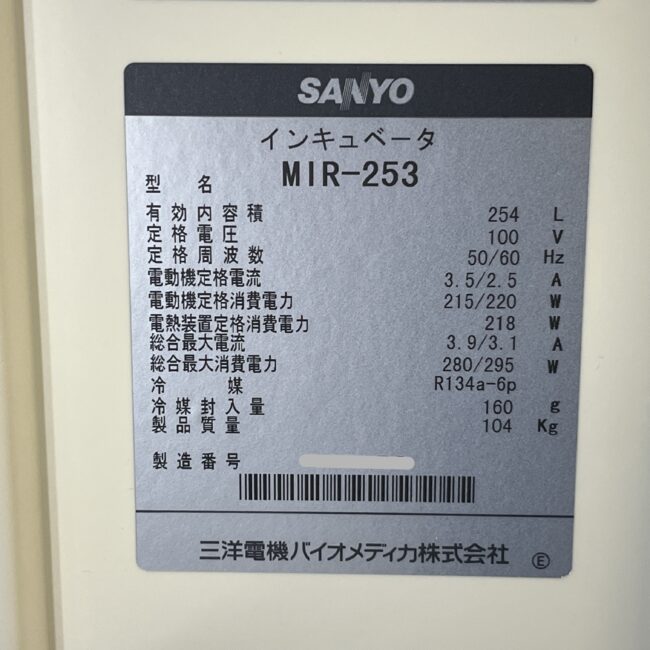 SANYO
インキュベータ
型 名 MIR-253
有効内容積 254 L
定格電圧 100 V
定格周波数 50/60 Hz
電動機定格電流 3.5/2.5 A
電動機定格消費電力 215/220 W
電熱装置定格消費電力 218 W
総合最大電流 3.9/3.1 A
総合最大消費電力 280/295 W
冷 媒 R134a-6p
冷媒封入量 160 g
製品質量 104 Kg
製造番号
三洋電機バイオメディカ株式会社 Ⓔ